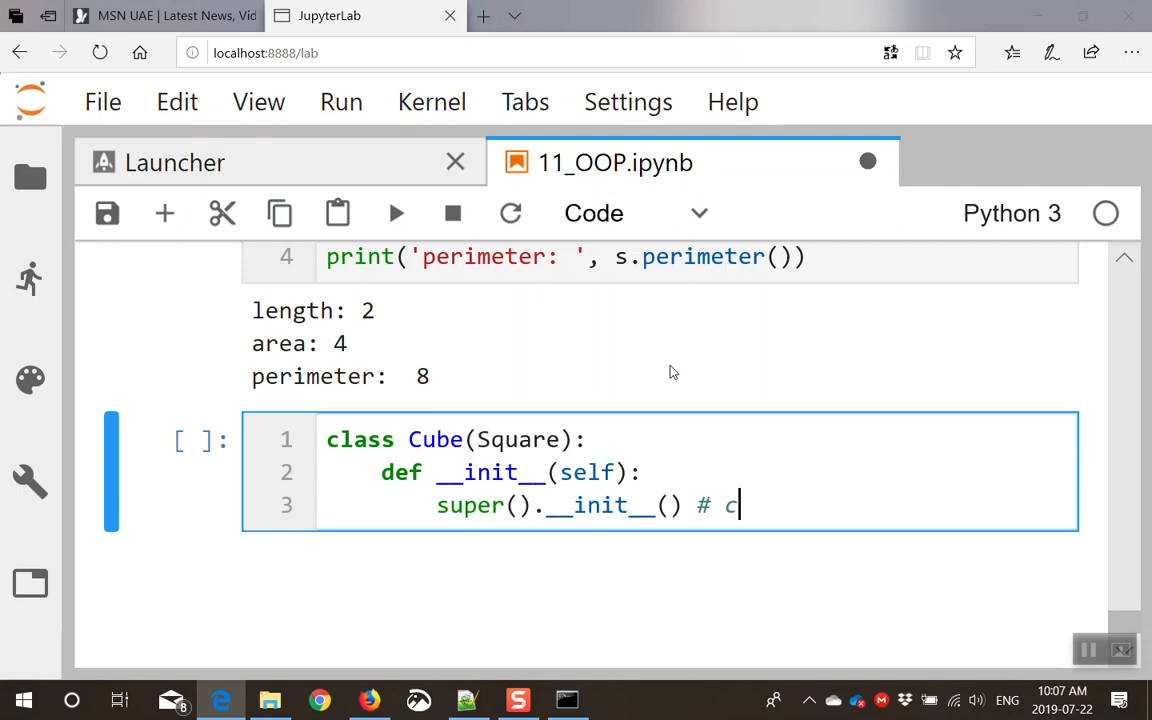 MSN UAE | Latest News, Vid
JupyterLab
localhost:8888/lab
File Edit View Run Kernel Tabs Settings Help
Launcher
11_OOP.ipynb
Code
Python 3
4 print('perimeter: ', s.perimeter())
length: 2
area: 4
perimeter:  8
[ ]:
1 class Cube(Square):
2     def __init__(self):
3         super().__init__() # c
8
ENG
10:07 AM
2019-07-22